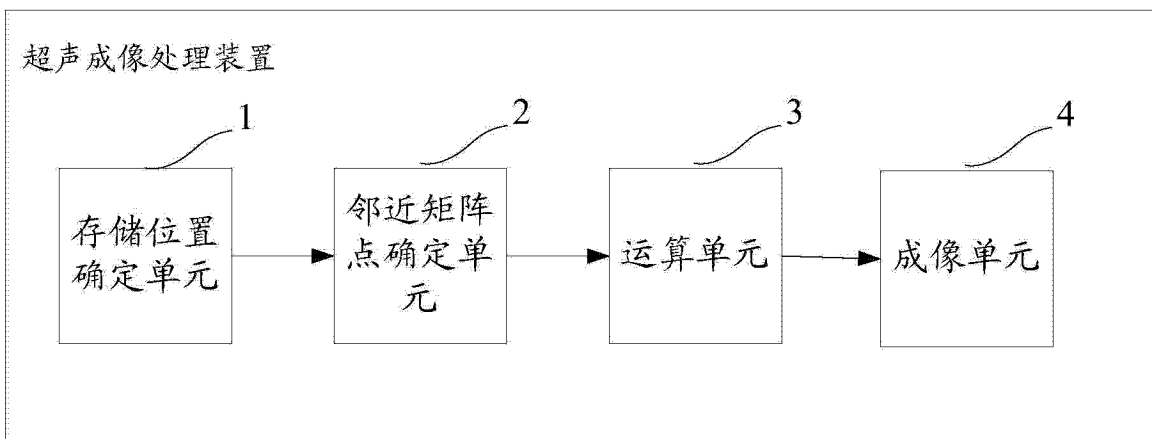 超声成像处理装置
1
2
3
4
存储位置
确定单元
邻近矩阵
点确定单
元
运算单元
成像单元